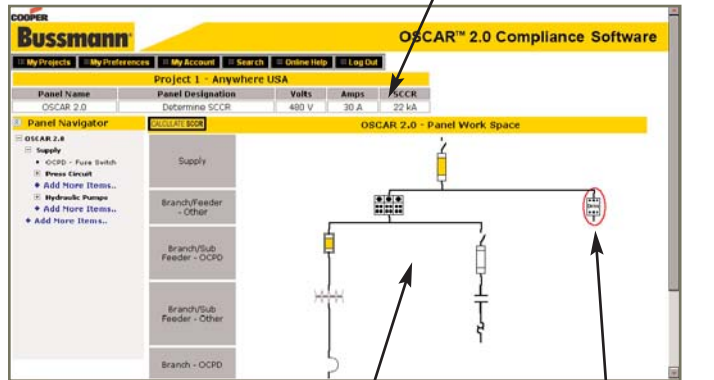 COOPER
Bussmann
OSCAR™ 2.0 Compliance Software
My Projects My Preferences My Account Search Online Help Log Out
Project 1 - Anywhere USA
Panel Name Panel Designation Volts Amps SCCR
OSCAR 2.0 Determine SCCR 480 V 30 A 22 kA
Panel Navigator CALCULATE SCCR OSCAR 2.0 - Panel Work Space
OSCAR 2.0
Supply
OCPD - Fuse Switch
Press Circuit
Add More Items..
Hydraulic Pumps
Add More Items..
Add More Items..
Supply
Branch/Feeder
- Other
Branch/Sub
Feeder - OCPD
Branch/Sub
Feeder - Other
Branch - OCPD